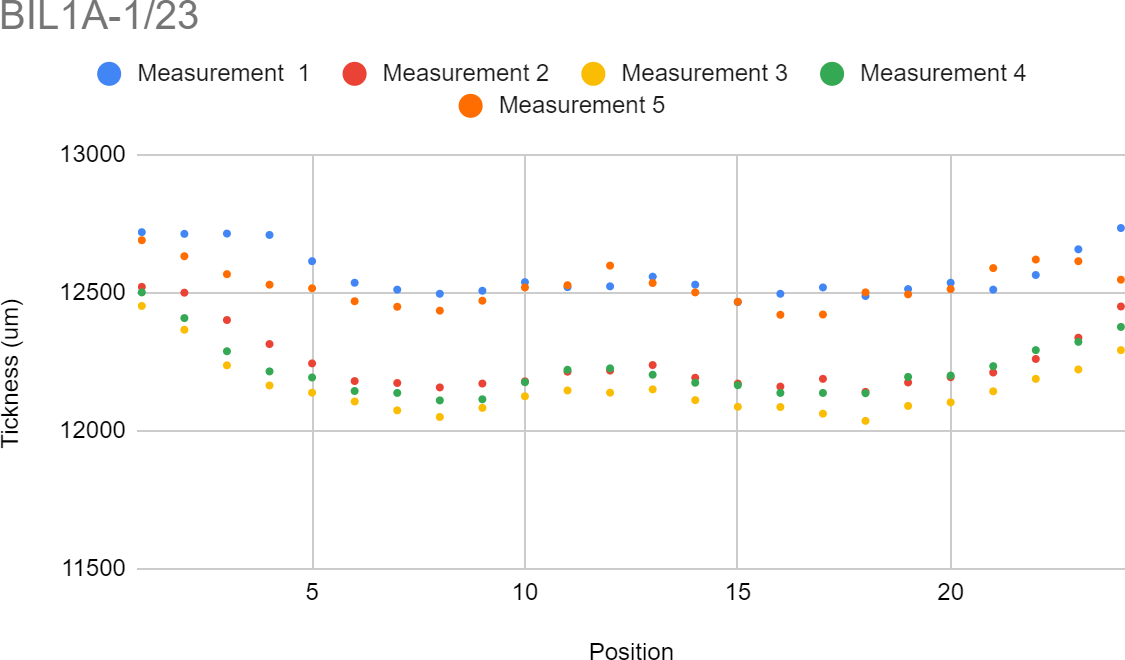 BIL1A-1/23
Measurement  1 Measurement 2 Measurement 3 Measurement 4
Measurement 5
13000
12500
12000
11500
Tickness (um)
5 10 15 20
Position